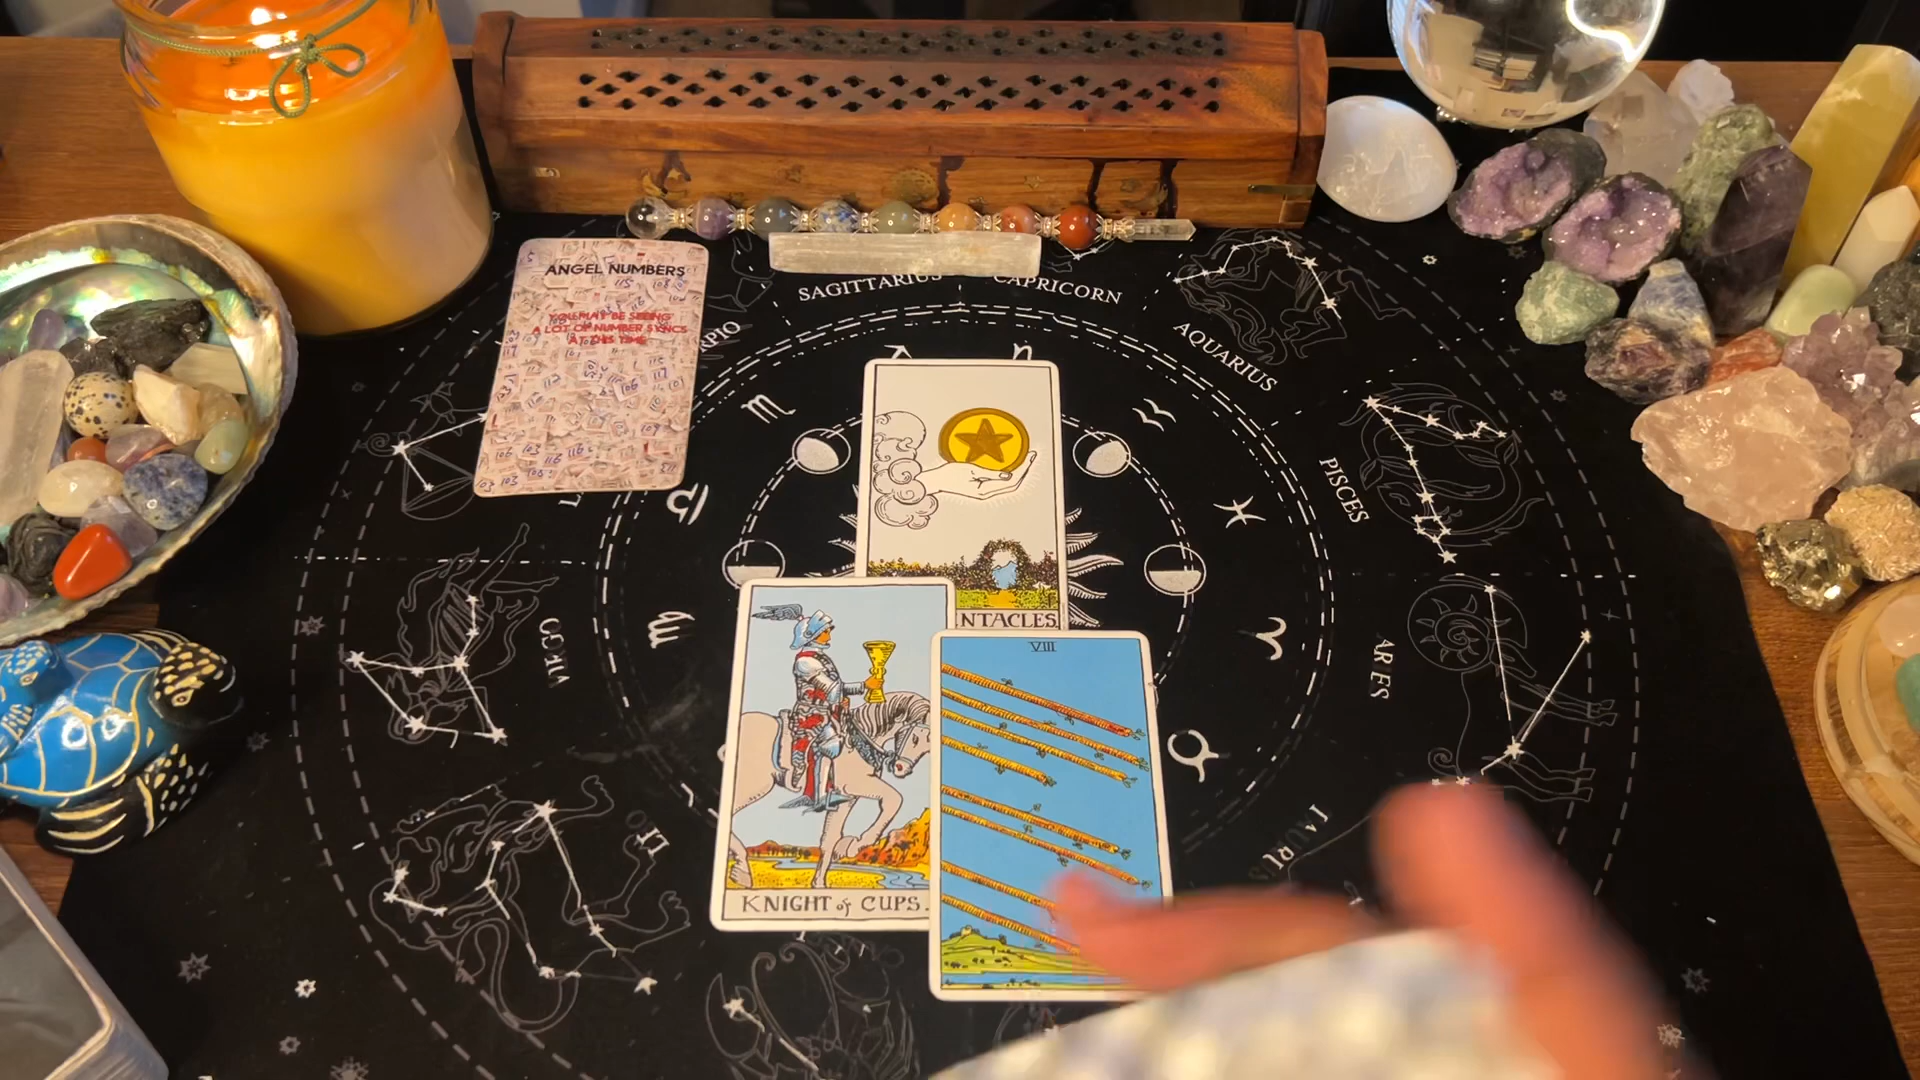 ANGEL NUMBERS
YOU MAY BE SEEING
A LOT OF NUMBER SYNCS
AT THIS TIME
SAGITTARIUS
CAPRICORN
RPIO
AQUARIUS
PISCES
ARIES
TAURUS
NTACLES.
VIII
KNIGHT of CUPS.